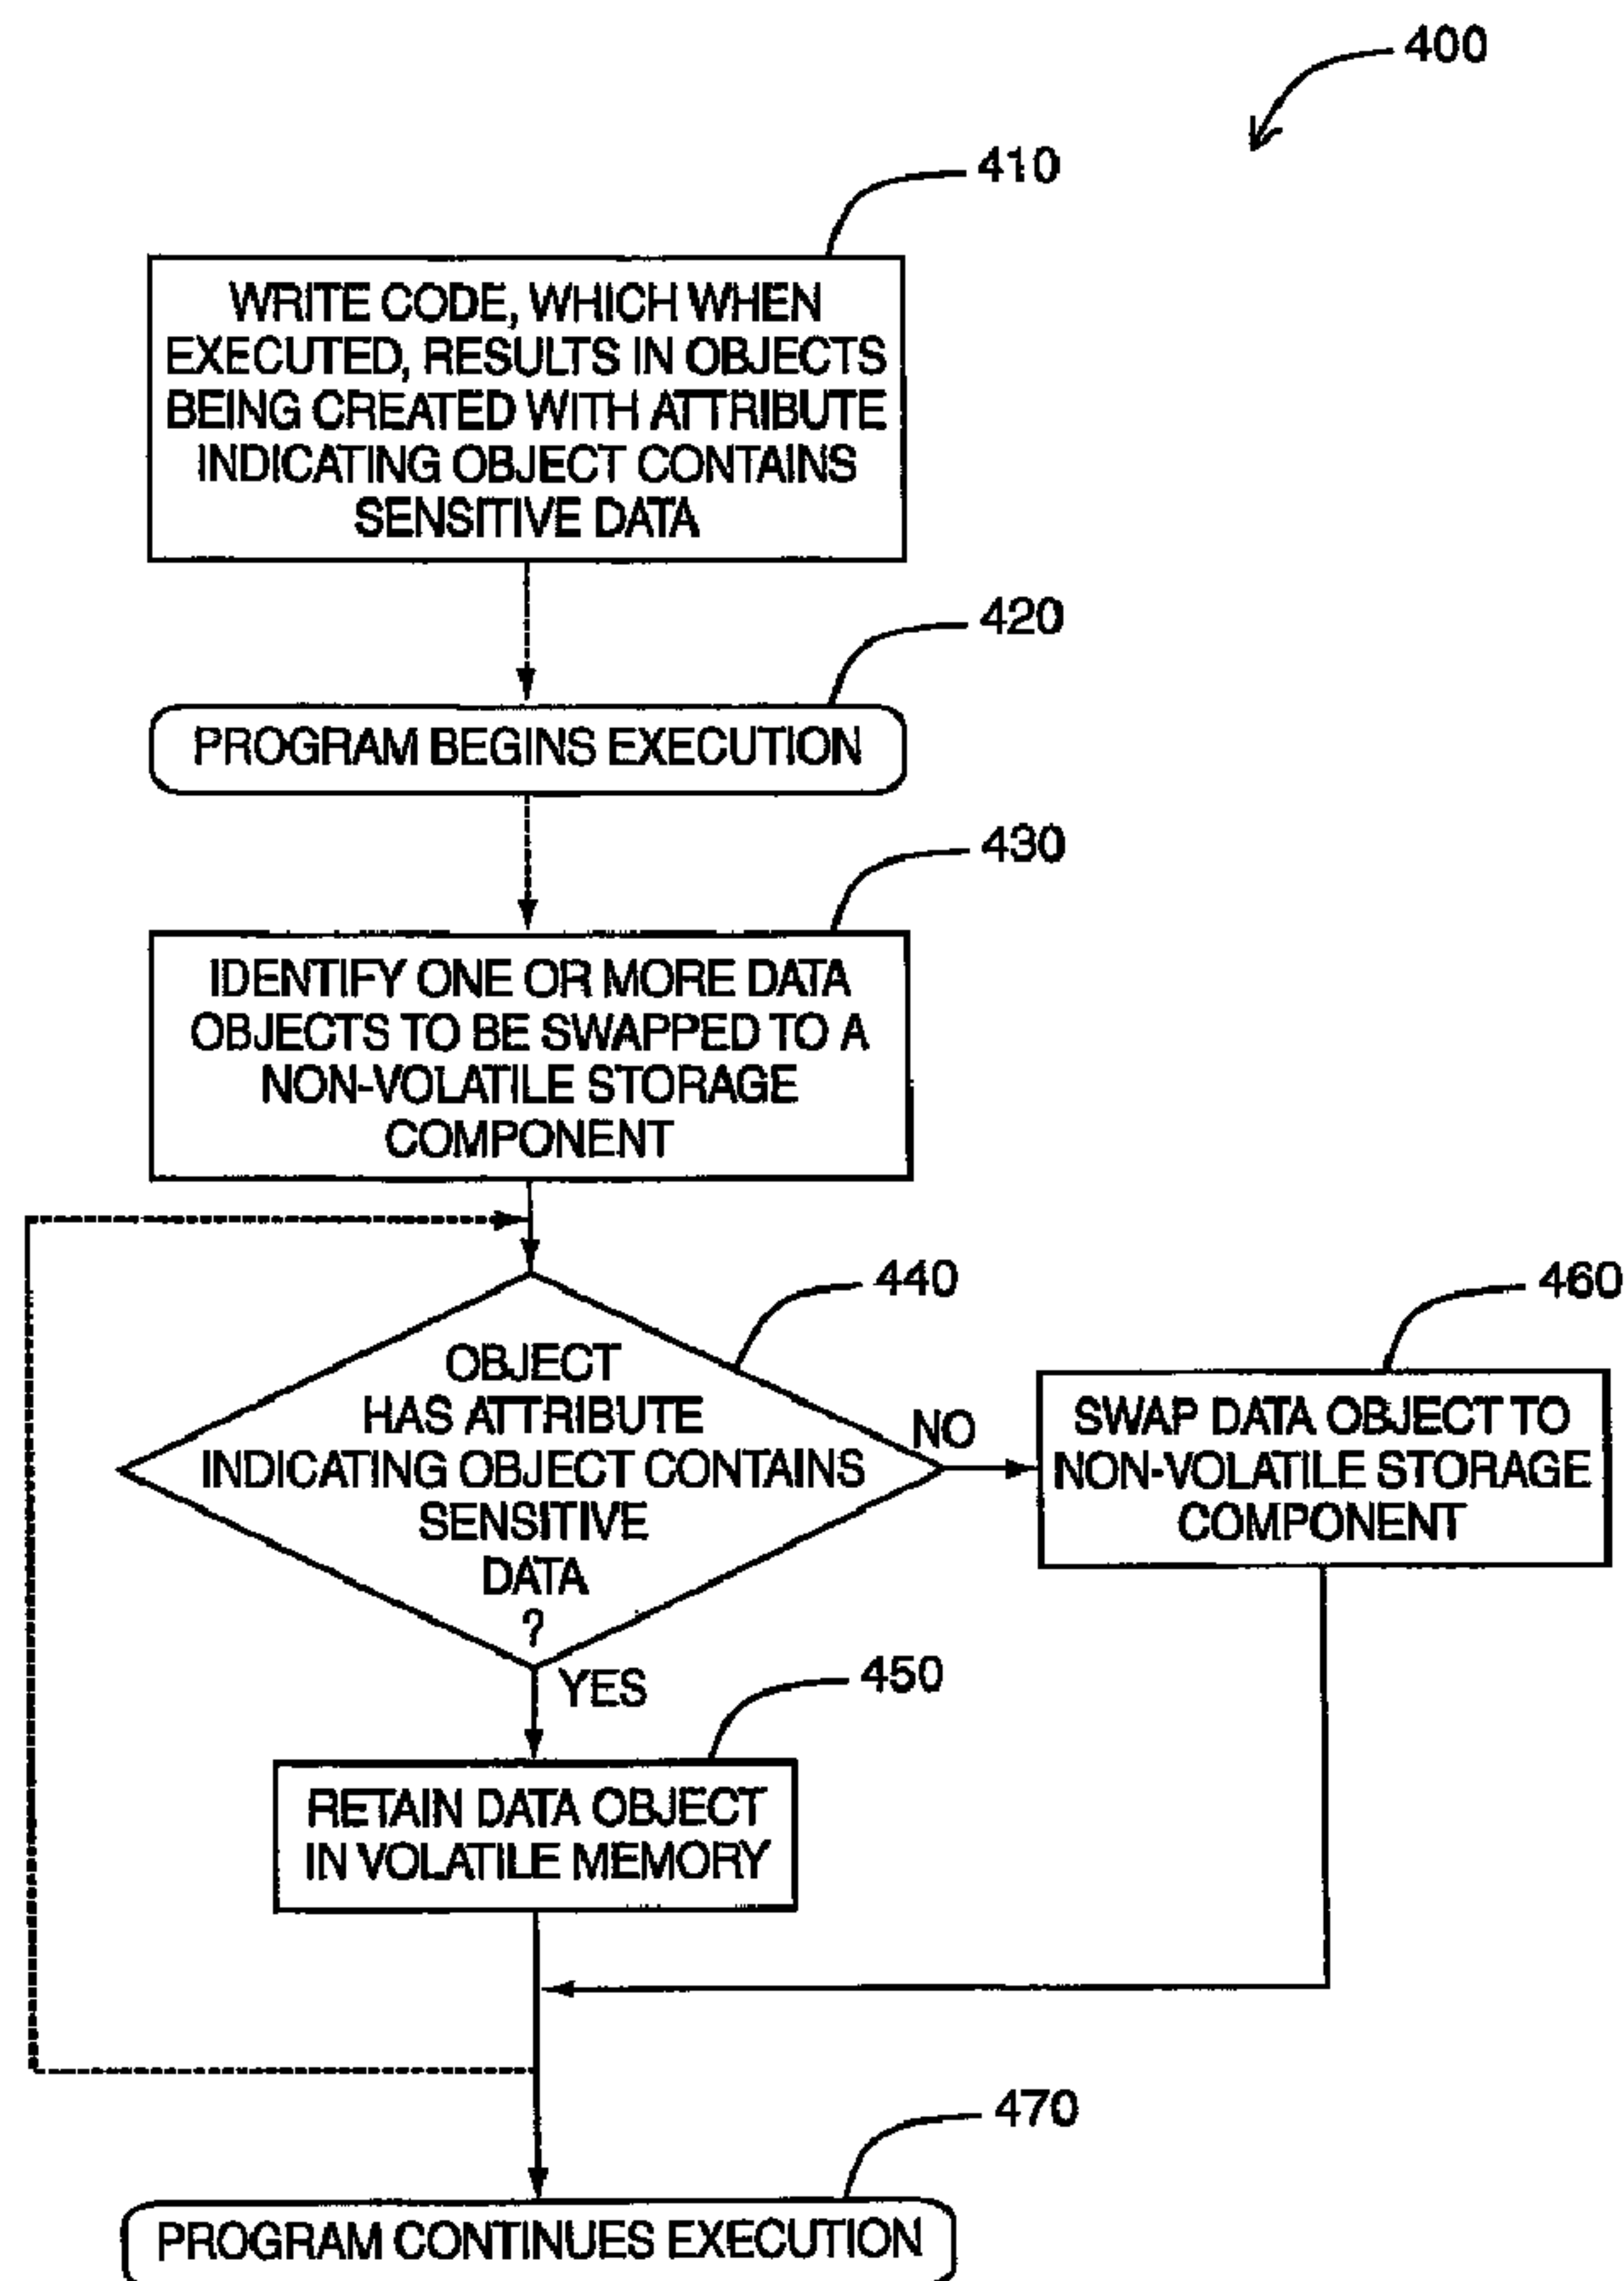 400
410
WRITE CODE, WHICH WHEN
EXECUTED, RESULTS IN OBJECTS
BEING CREATED WITH ATTRIBUTE
INDICATING OBJECT CONTAINS
SENSITIVE DATA
420
PROGRAM BEGINS EXECUTION
430
IDENTIFY ONE OR MORE DATA
OBJECTS TO BE SWAPPED TO A
NON-VOLATILE STORAGE
COMPONENT
440
OBJECT
HAS ATTRIBUTE
INDICATING OBJECT CONTAINS
SENSITIVE
DATA
?
NO
460
SWAP DATA OBJECT TO
NON-VOLATILE STORAGE
COMPONENT
YES
450
RETAIN DATA OBJECT
IN VOLATILE MEMORY
470
PROGRAM CONTINUES EXECUTION